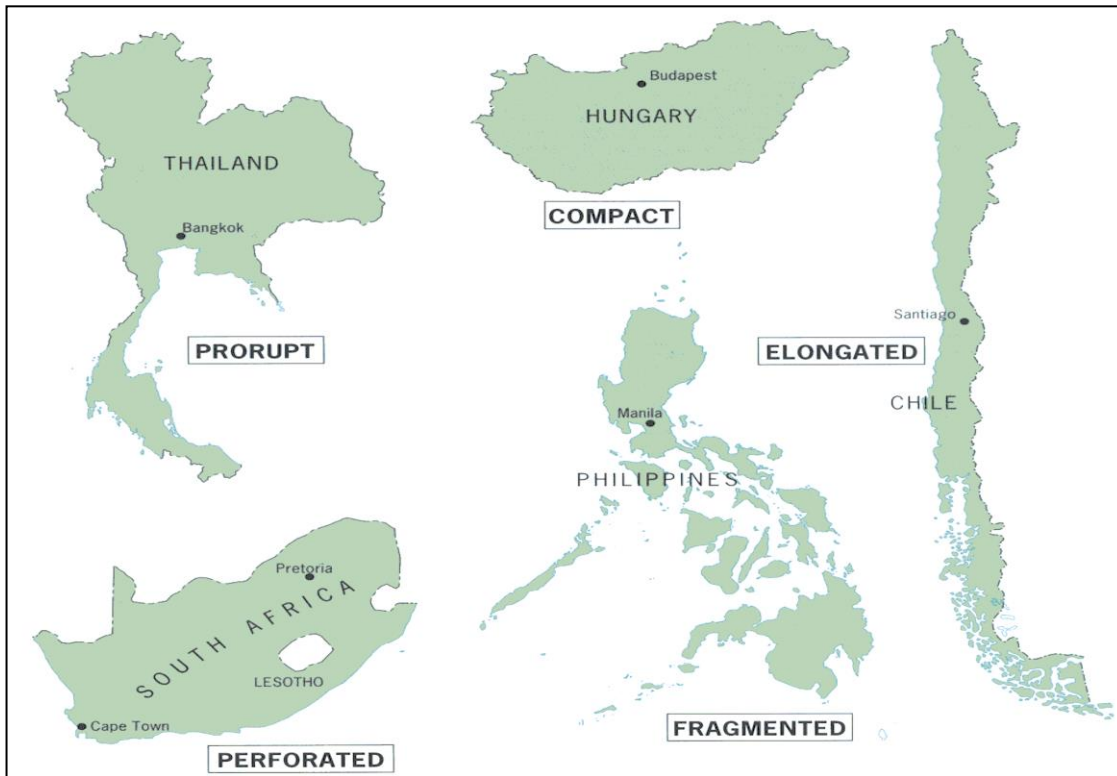 THAILAND
Bangkok
PRORUPT
Budapest
HUNGARY
COMPACT
Santiago
ELONGATED
CHILE
Manila
PHILIPPINES
FRAGMENTED
Pretoria
SOUTH AFRICA
LESOTHO
Cape Town
PERFORATED